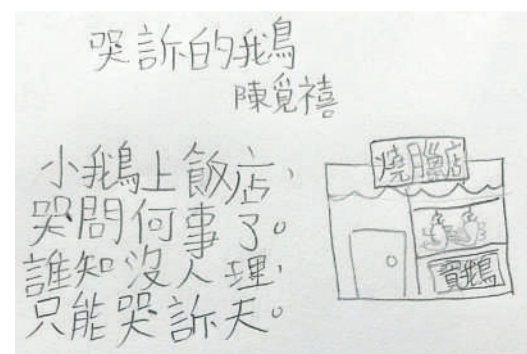 哭訴的鵝
陳覓禧
小鵝上飯店，
哭問何事了。
誰知沒人理，
只能哭訴天。
燒臘店
賣鵝